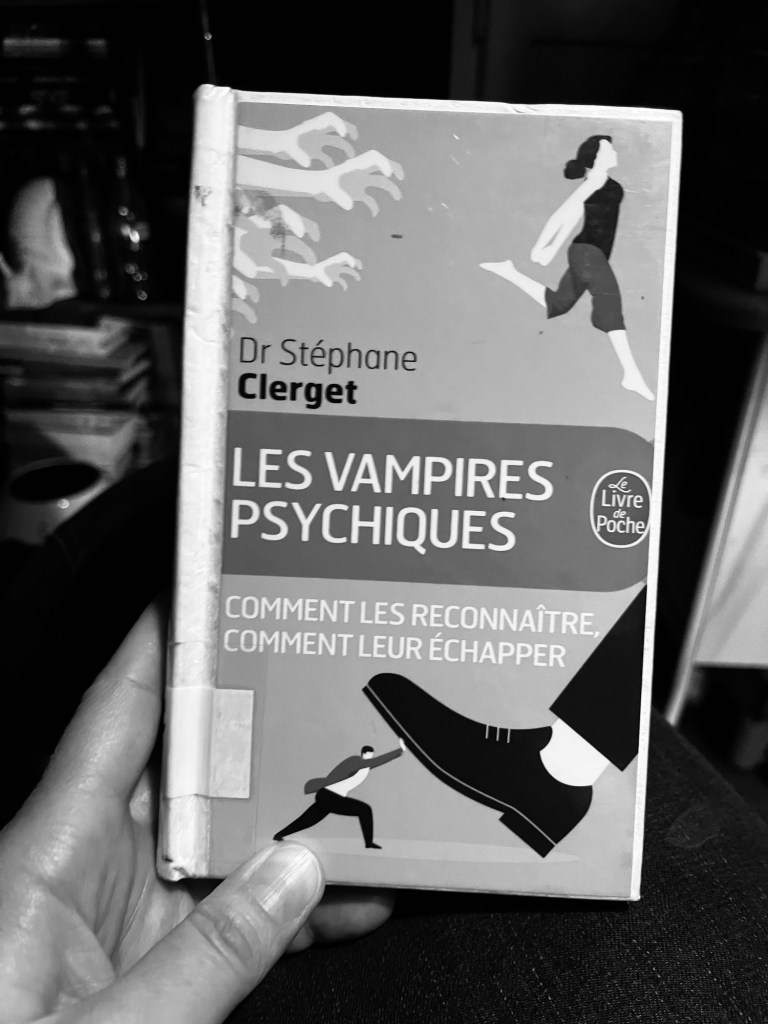 Dr Stéphane
Clerget
LES VAMPIRES
PSYCHIQUES
Le
Livre
de
Poche
COMMENT LES RECONNAÎTRE,
COMMENT LEUR ÉCHAPPER